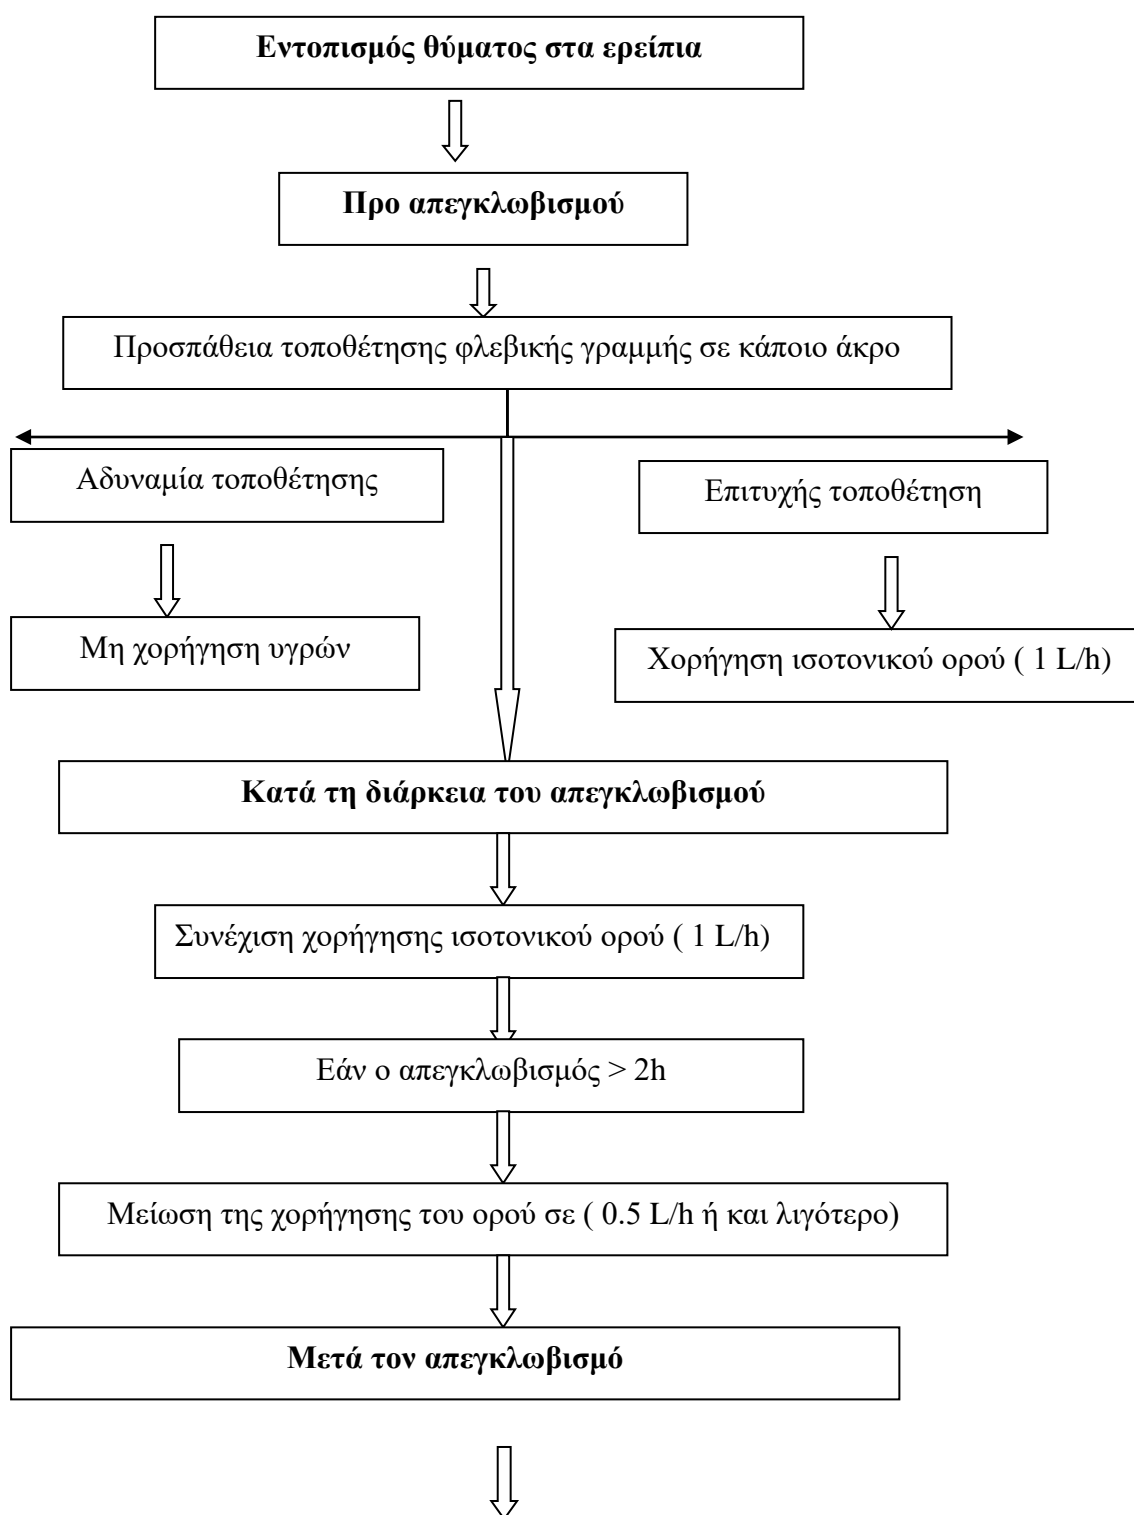 Εντοπισμός θύματος στα ερείπια
Προ απεγκλωβισμού
Προσπάθεια τοποθέτησης φλεβικής γραμμής σε κάποιο άκρο
Αδυναμία τοποθέτησης
Επιτυχής τοποθέτηση
Μη χορήγηση υγρών
Χορήγηση ισοτονικού ορού ( 1 L/h)
Κατά τη διάρκεια του απεγκλωβισμού
Συνέχιση χορήγησης ισοτονικού ορού ( 1 L/h)
Εάν ο απεγκλωβισμός > 2h
Μείωση της χορήγησης του ορού σε ( 0.5 L/h ή και λιγότερο)
Μετά τον απεγκλωβισμό